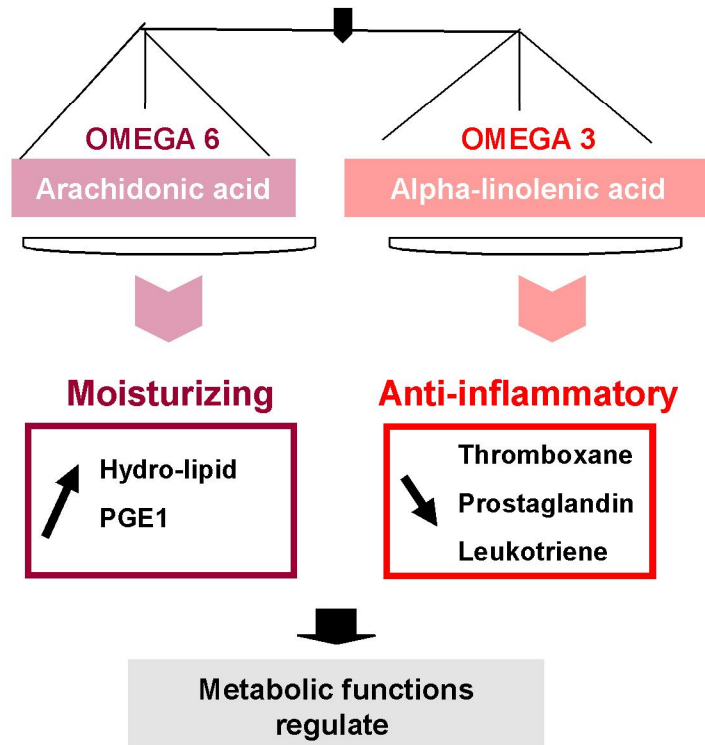 OMEGA 6
Arachidonic acid
OMEGA 3
Alpha-linolenic acid
Moisturizing
Hydro-lipid
PGE1
Anti-inflammatory
Thromboxane
Prostaglandin
Leukotriene
Metabolic functions
regulate